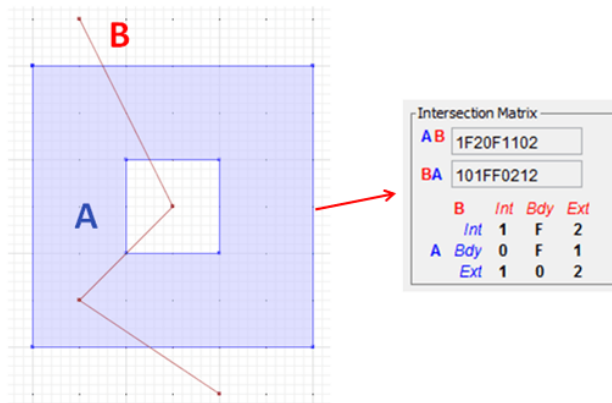 B
A
Intersection Matrix
AB 1F20F1102
BA 101FF0212
B Int Bdy Ext
Int 1 F 2
A Bdy 0 F 1
Ext 1 0 2